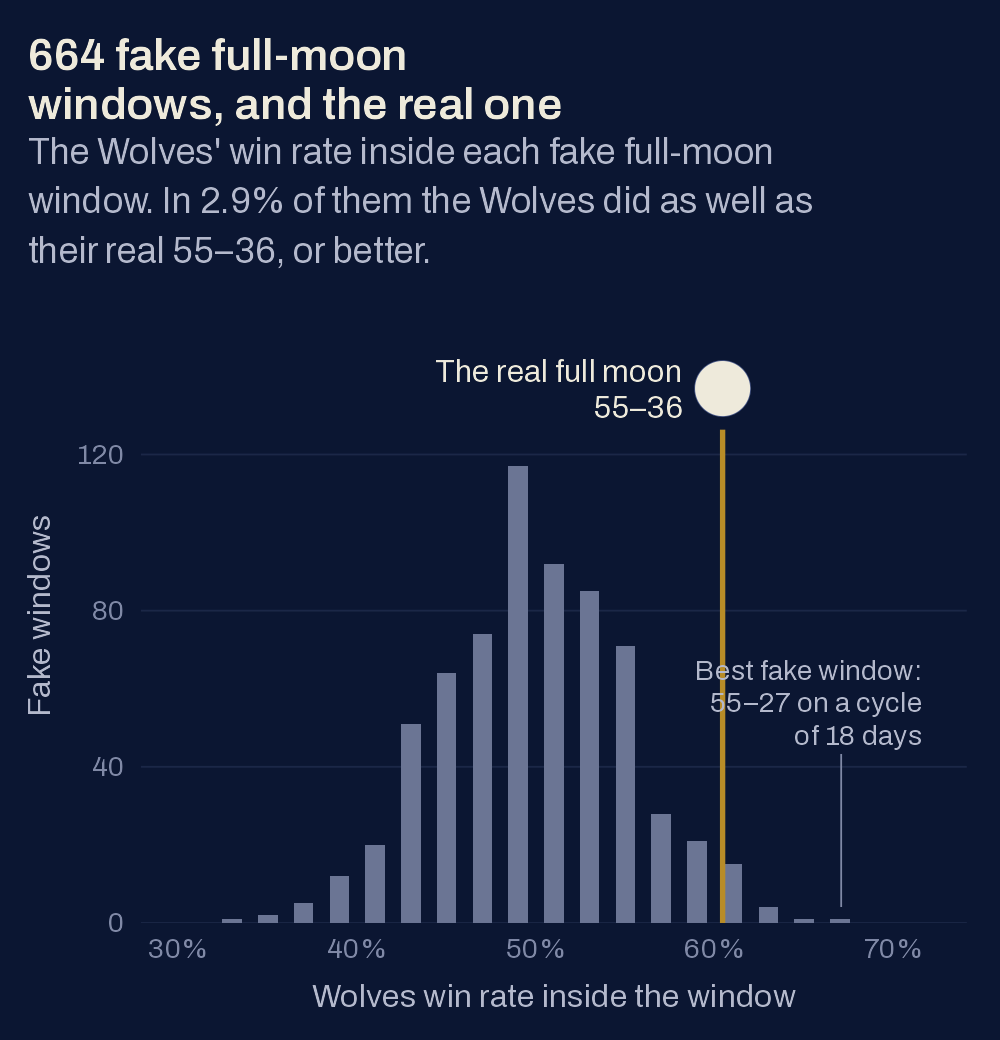 664 fake full-moon
windows, and the real one
The Wolves' win rate inside each fake full-moon
window. In 2.9% of them the Wolves did as well as
their real 55–36, or better.
The real full moon
55–36
120
80
40
0
Fake windows
Best fake window:
55–27 on a cycle
of 18 days
30%
40%
50%
60%
70%
Wolves win rate inside the window